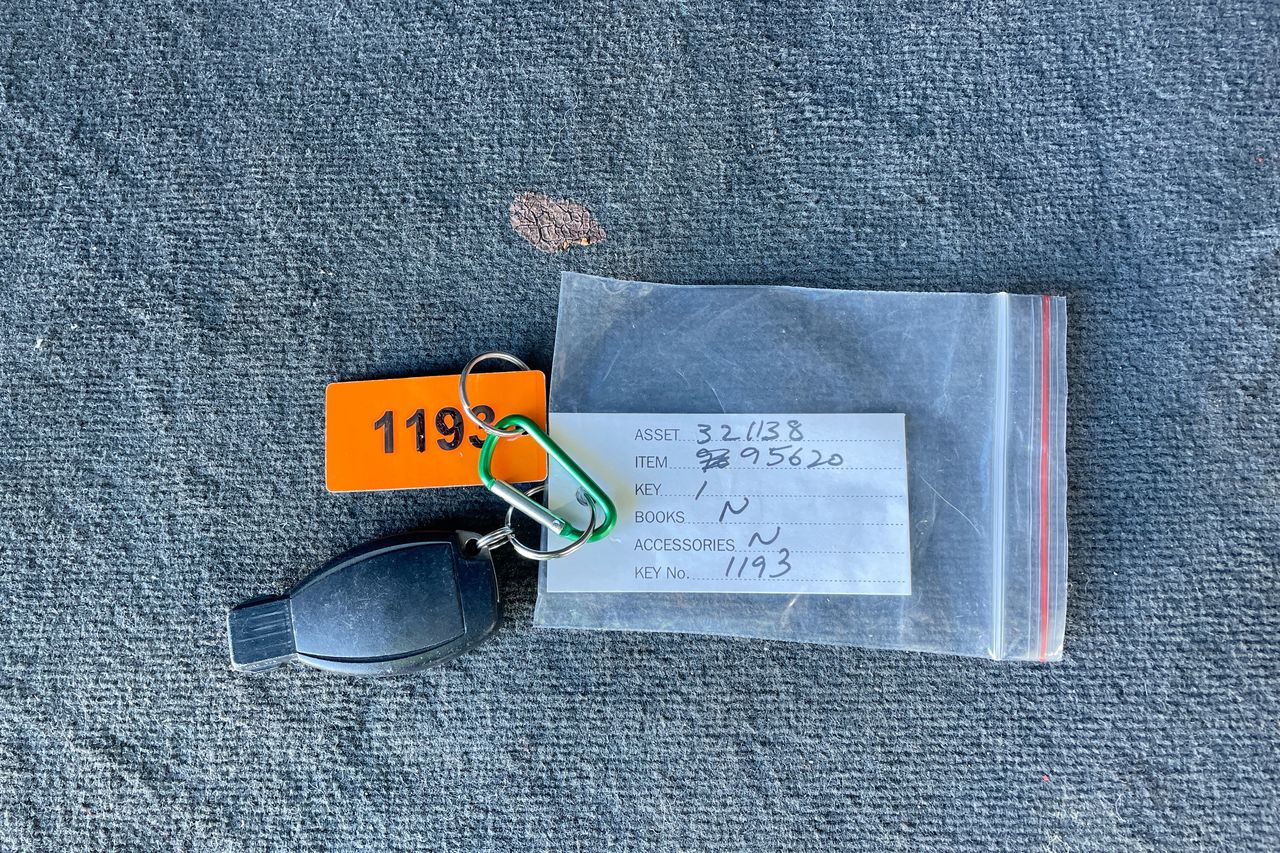 1193
ASSET 321138
ITEM 95620
KEY 1
BOOKS N
ACCESSORIES N
KEY No. 1193